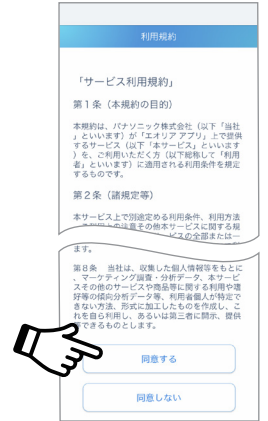 利用規約
「サービス利用規約」
第１条（本規約の目的）
本規約は、パナソニック株式会社（以下「当社
」といいます）が「エオリア アプリ」上で提供
するサービス（以下「本サービス」といいます
）を、ご利用いただく方（以下総称して「利用
者」といいます）に適用される利用条件を規定
するものです。
第２条（諸規定等）
本サービス上で別途定める利用条件、利用方法
ます。
第８条　当社は、収集した個人情報等をもとに
、マーケティング調査・分析データ、本サービ
スその他のサービスや商品等に関する利用や嗜
好等の傾向分析データ等、利用者個人が特定で
きない方法、形式に加工したものを作成し、こ
れを自ら利用し、あるいは第三者に開示、提供
できるものとします。
同意する
同意しない